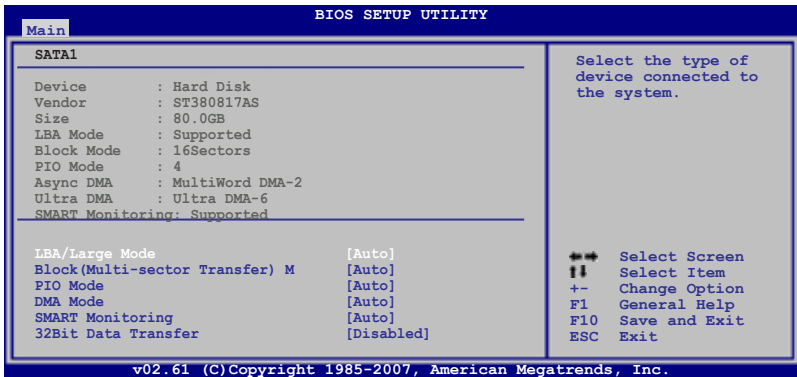 BIOS SETUP UTILITY
Main
SATA1
Device : Hard Disk
Vendor : ST380817AS
Size : 80.0GB
LBA Mode : Supported
Block Mode : 16Sectors
PIO Mode : 4
Async DMA : MultiWord DMA-2
Ultra DMA : Ultra DMA-6
SMART Monitoring: Supported
LBA/Large Mode [Auto]
Block(Multi-sector Transfer) M [Auto]
PIO Mode [Auto]
DMA Mode [Auto]
SMART Monitoring [Auto]
32Bit Data Transfer [Disabled]
Select the type of
device connected to
the system.
←→ Select Screen
↑↓ Select Item
+- Change Option
F1 General Help
F10 Save and Exit
ESC Exit
v02.61 (C)Copyright 1985-2007, American Megatrends, Inc.